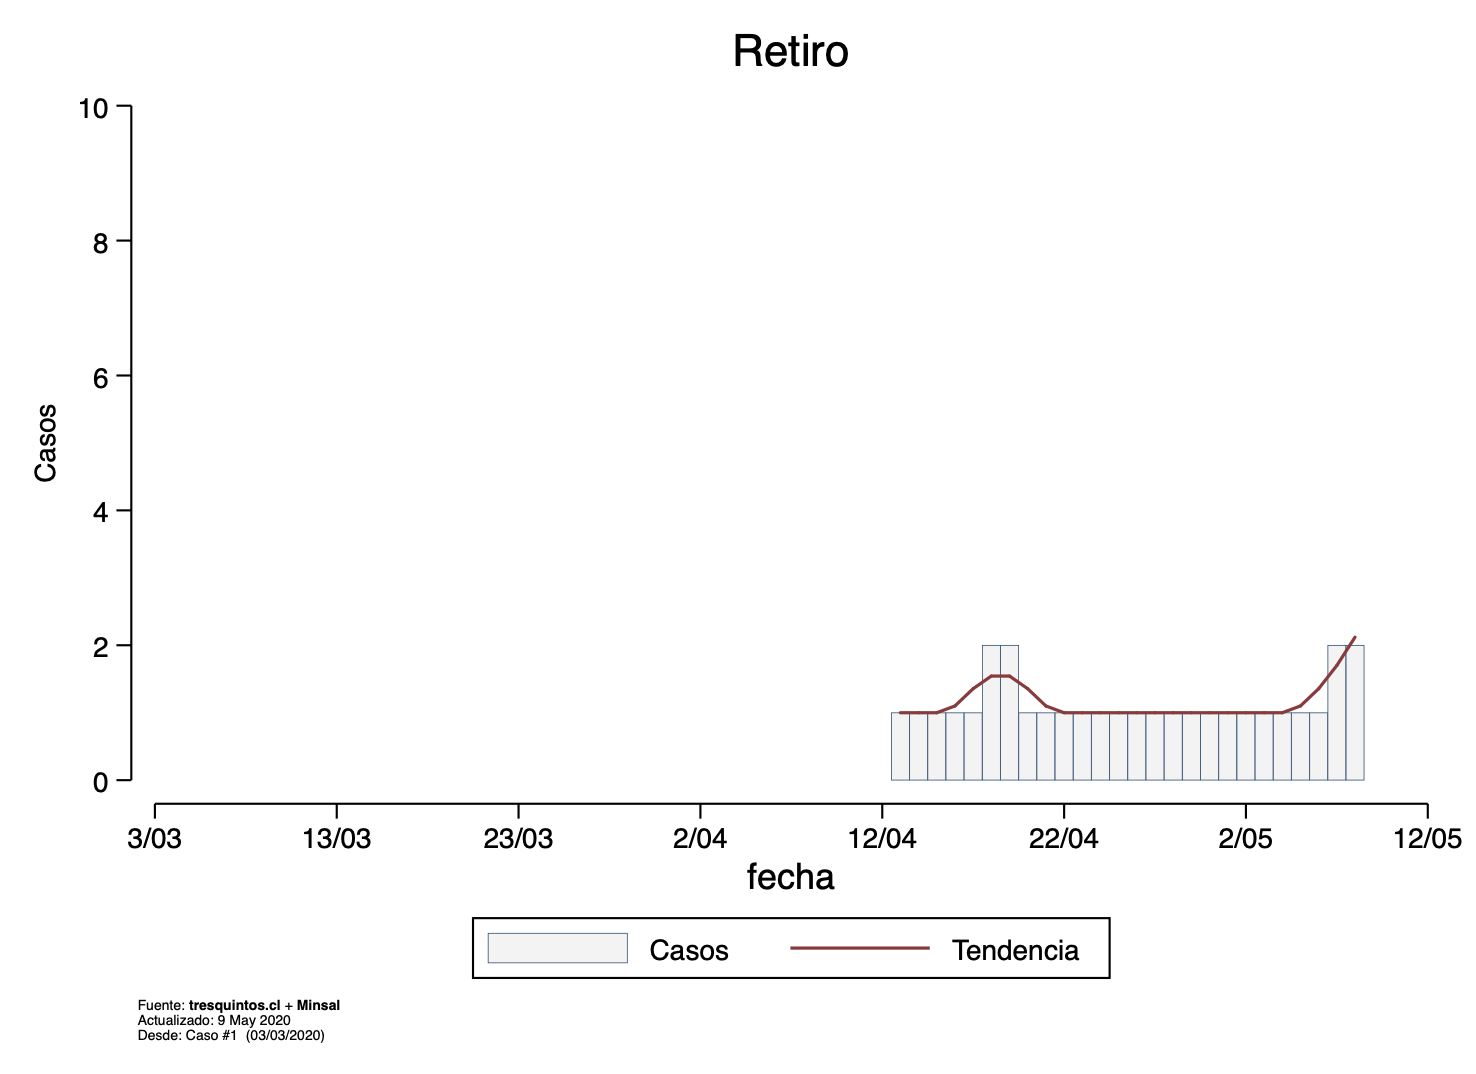 Retiro
10
8
6
4
2
0
Casos
3/03 13/03 23/03 2/04 12/04 22/04 2/05 12/05
fecha
Casos Tendencia
Fuente: tresquintos.cl + Minsal
Actualizado: 9 May 2020
Desde: Caso #1 (03/03/2020)